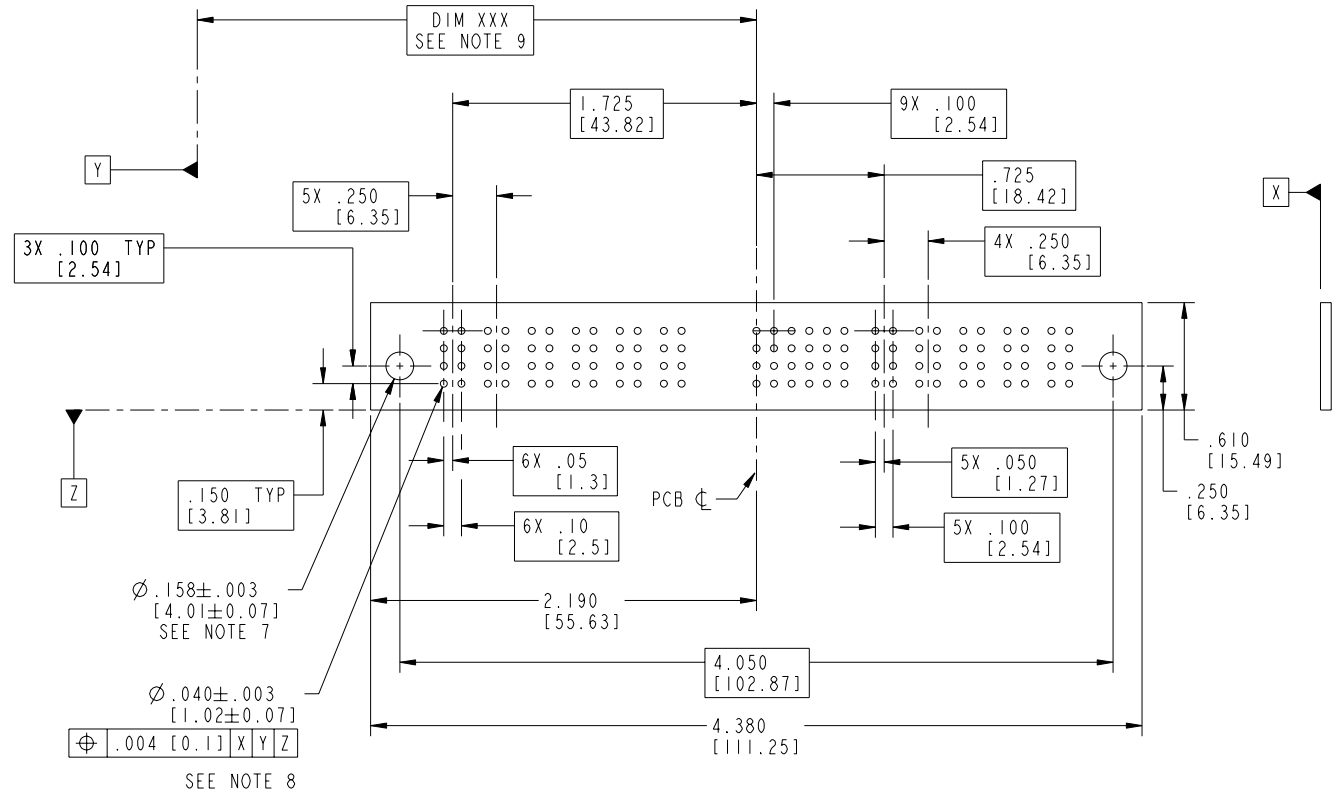 DIM XXX
SEE NOTE 9
1.725
[43.82]
9X .100
[2.54]
Y
.725
[18.42]
X
5X .250
[6.35]
3X .100 TYP
[2.54]
4X .250
[6.35]
Z
.150 TYP
[3.81]
6X .05
[1.3]
6X .10
[2.5]
PCB ℄
5X .050
[1.27]
5X .100
[2.54]
.610
[15.49]
.250
[6.35]
Ø.158±.003
[4.01±0.07]
SEE NOTE 7
2.190
[55.63]
4.050
[102.87]
Ø.040±.003
[1.02±0.07]
⌖ .004 [0.1] X Y Z
SEE NOTE 8
4.380
[111.25]